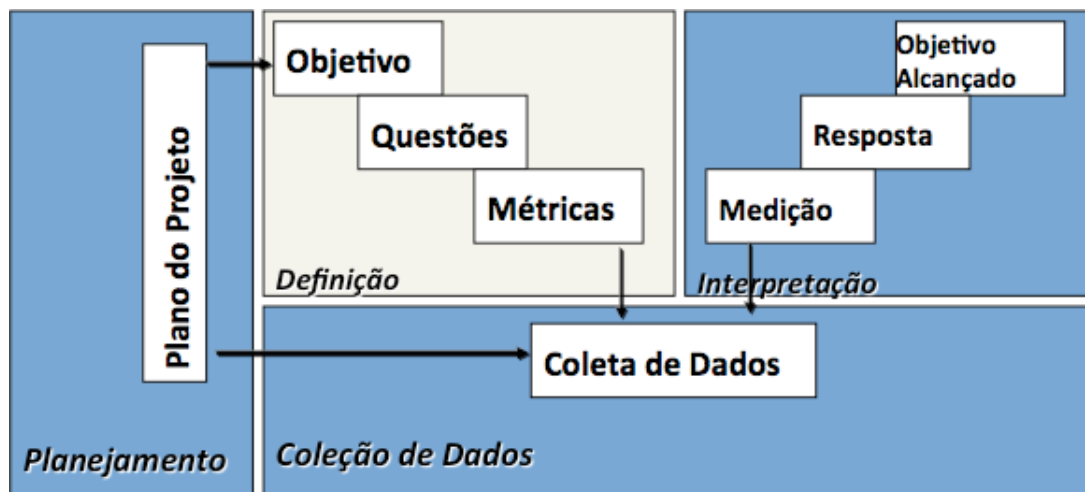 Plano do Projeto
Planejamento
Objetivo
Questões
Métricas
Definição
Objetivo
Alcançado
Resposta
Medição
Interpretação
Coleta de Dados
Coleção de Dados